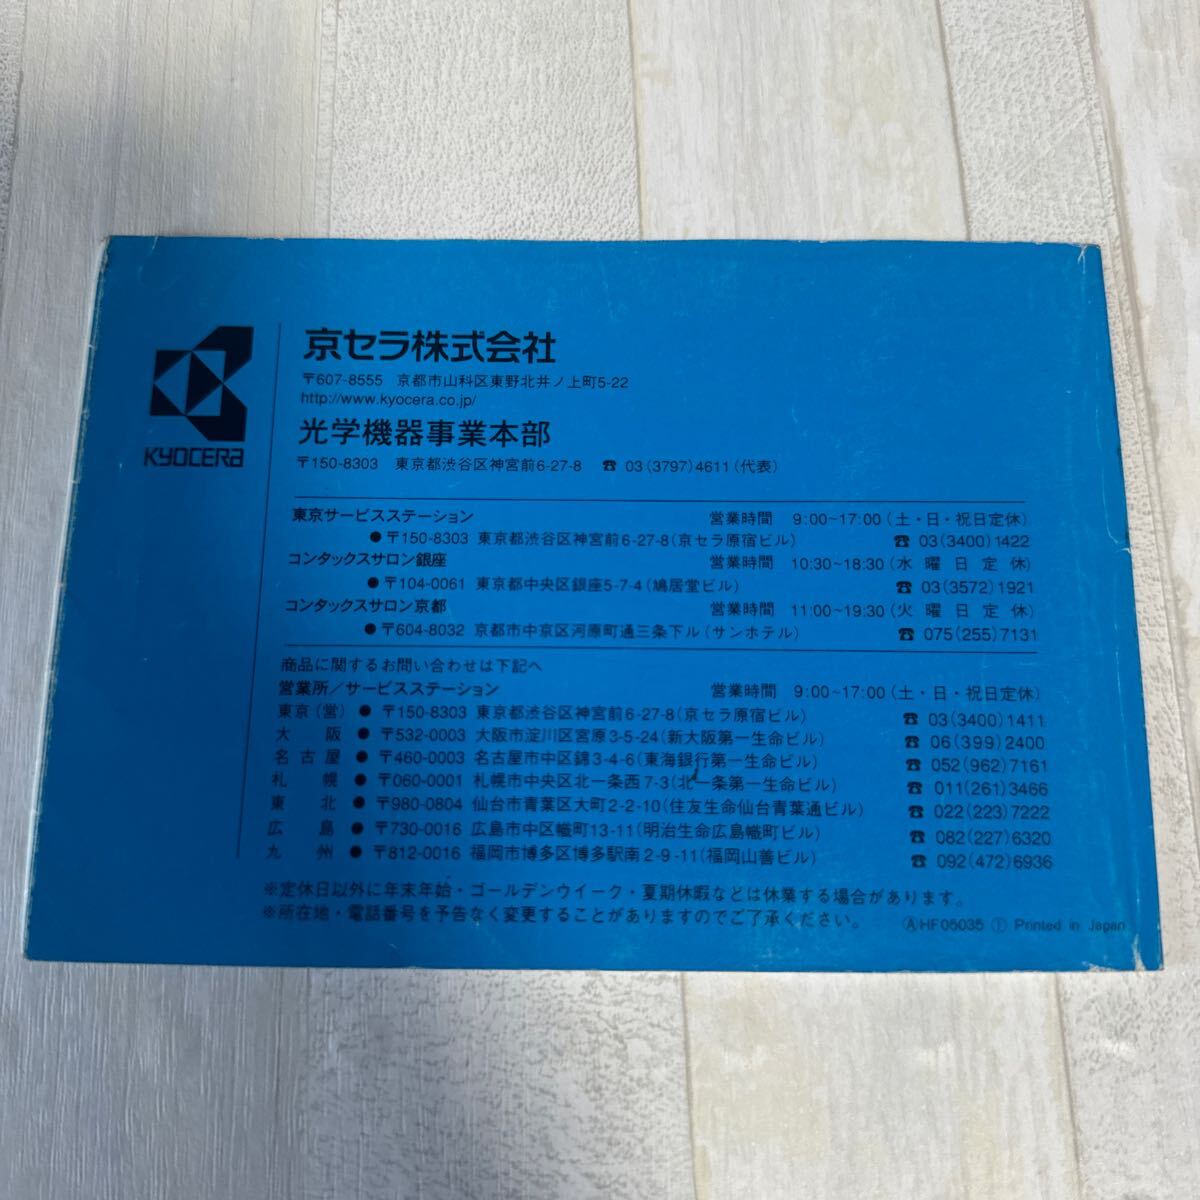 KYOCERA
京セラ株式会社
〒607-8555 京都市山科区東野北井ノ上町5-22
http://www.kyocera.co.jp/
光学機器事業本部
〒150-8303 東京都渋谷区神宮前6-27-8 ☎ 03(3797)4611(代表)
東京サービスステーション 営業時間 9:00~17:00(土・日・祝日定休)
●〒150-8303 東京都渋谷区神宮前6-27-8(京セラ原宿ビル) ☎ 03(3400)1422
コンタックスサロン銀座 営業時間 10:30~18:30(水曜日定休)
●〒104-0061 東京都中央区銀座5-7-4(鳩居堂ビル) ☎ 03(3572)1921
コンタックスサロン京都 営業時間 11:00~19:30(火曜日定休)
●〒604-8032 京都市中京区河原町通三条下ル(サンホテル) ☎ 075(255)7131
商品に関するお問い合わせは下記へ
営業所/サービスステーション 営業時間 9:00~17:00(土・日・祝日定休)
東京(営) ●〒150-8303 東京都渋谷区神宮前6-27-8(京セラ原宿ビル) ☎ 03(3400)1411
大阪 ●〒532-0003 大阪市淀川区宮原3-5-24(新大阪第一生命ビル) ☎ 06(399)2400
名古屋 ●〒460-0003 名古屋市中区錦3-4-6(東海銀行第一生命ビル) ☎ 052(962)7161
札幌 ●〒060-0001 札幌市中央区北一条西7-3(北一条第一生命ビル) ☎ 011(261)3466
東北 ●〒980-0804 仙台市青葉区大町2-2-10(住友生命仙台青葉通ビル) ☎ 022(223)7222
広島 ●〒730-0016 広島市中区幟町13-11(明治生命広島幟町ビル) ☎ 082(227)6320
九州 ●〒812-0016 福岡市博多区博多駅南2-9-11(福岡山善ビル) ☎ 092(472)6936
※定休日以外に年末年始・ゴールデンウイーク・夏期休暇などは休業する場合があります。
※所在地・電話番号を予告なく変更することがありますのでご了承ください。 ⒶHF05035 ① Printed in Japan